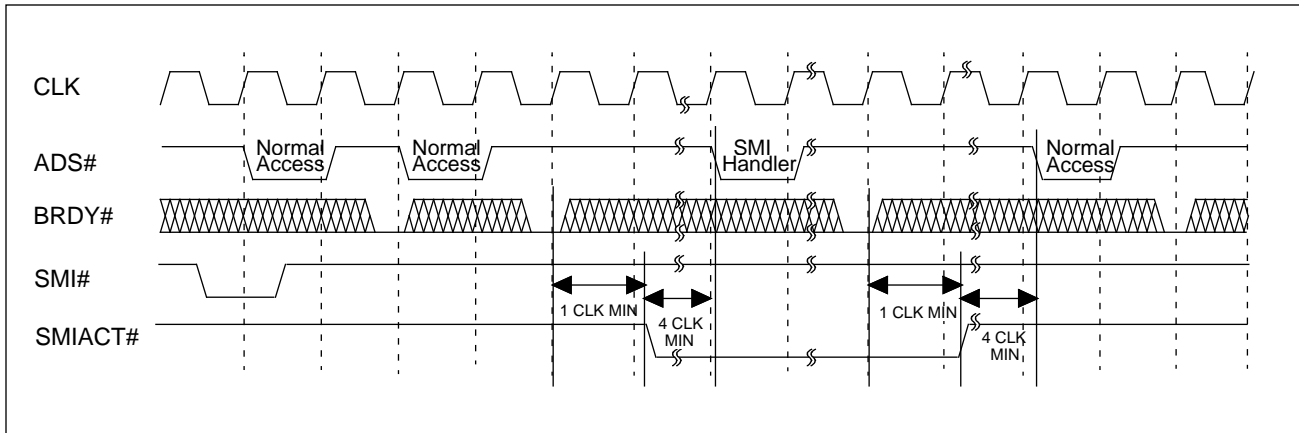 CLK
ADS#
Normal
Access
Normal
Access
SMI
Handler
Normal
Access
BRDY#
SMI#
1 CLK MIN
4 CLK
MIN
1 CLK MIN
4 CLK
MIN
SMIACT#